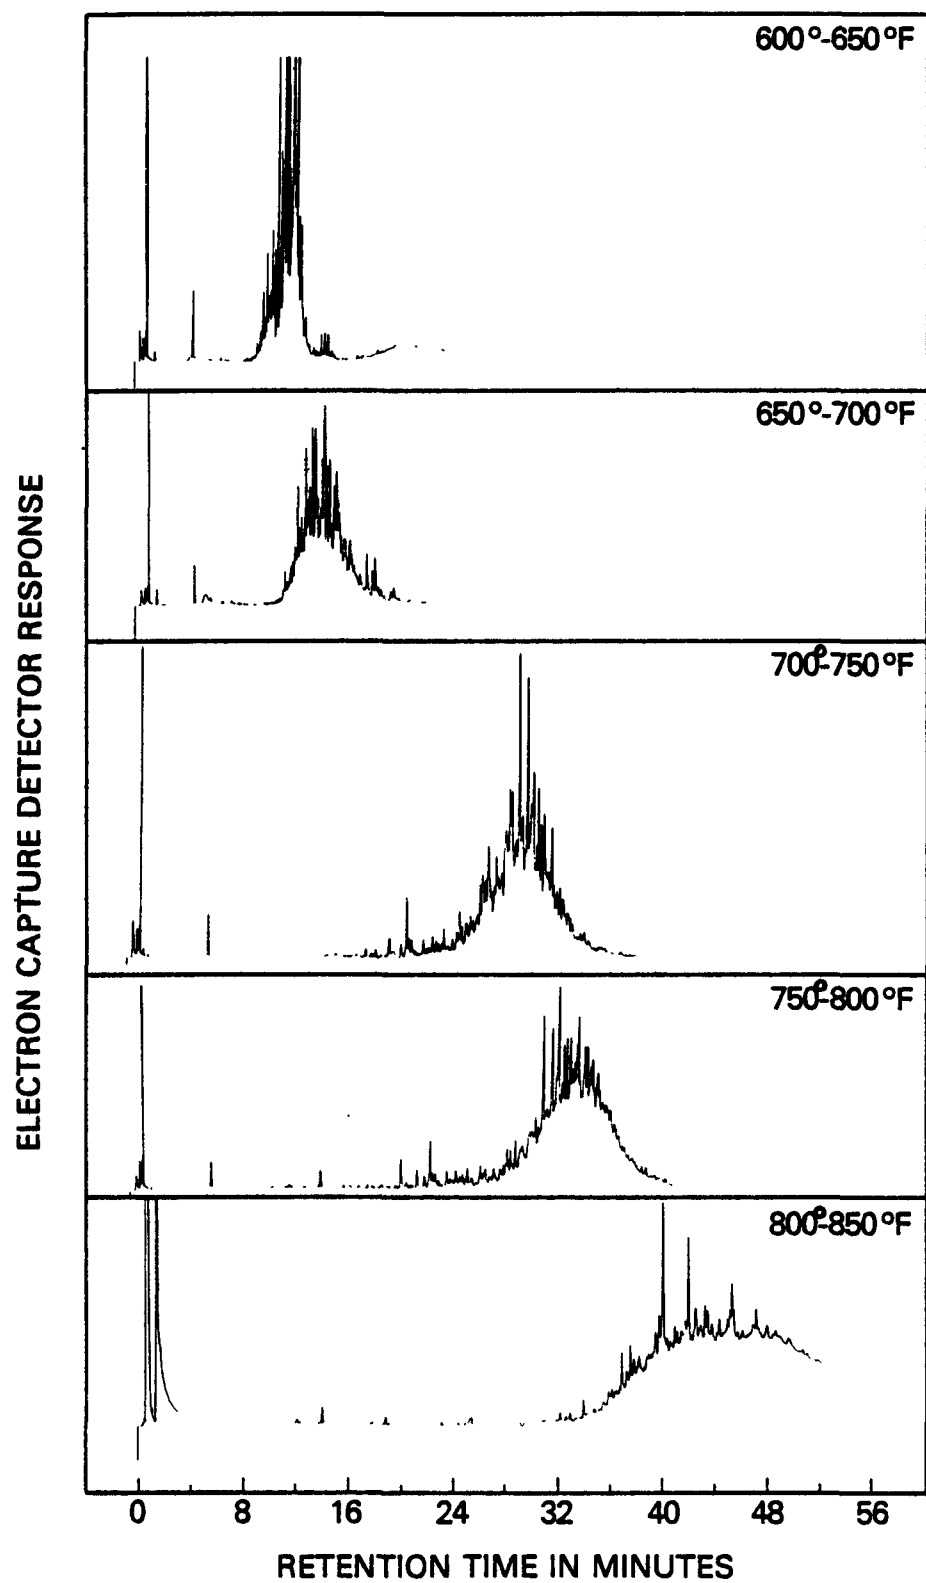 600°-650°F
650°-700°F
700°-750°F
750°-800°F
800°-850°F
ELECTRON CAPTURE DETECTOR RESPONSE
0 8 16 24 32 40 48 56
RETENTION TIME IN MINUTES